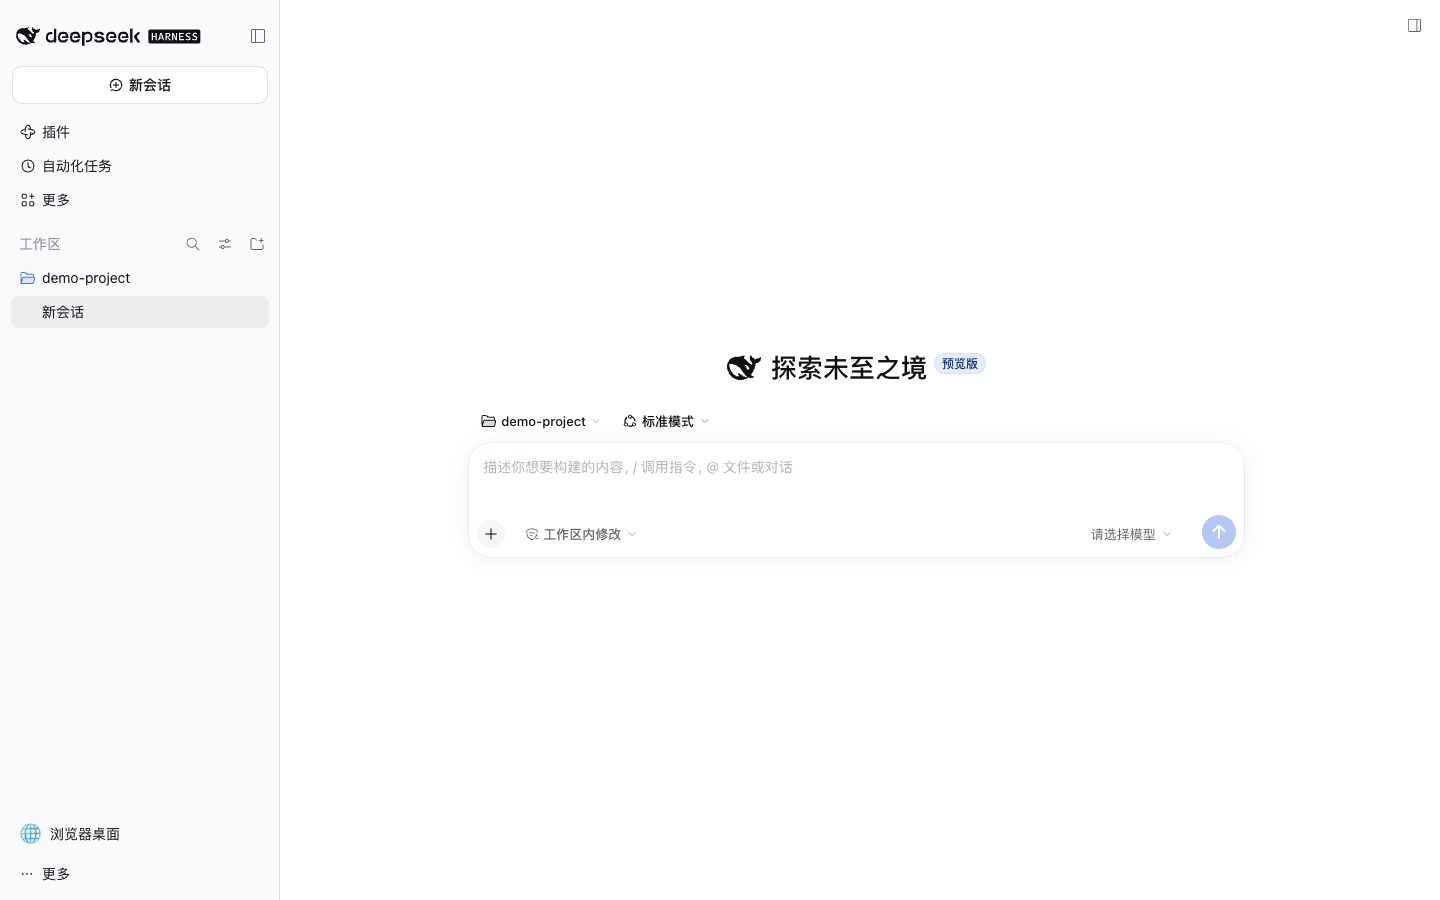 deepseek HARNESS
新会话
插件
自动化任务
更多
工作区
demo-project
新会话
浏览器桌面
更多
探索未至之境 预览版
demo-project 标准模式
描述你想要构建的内容, / 调用指令, @ 文件或对话
工作区内修改 请选择模型